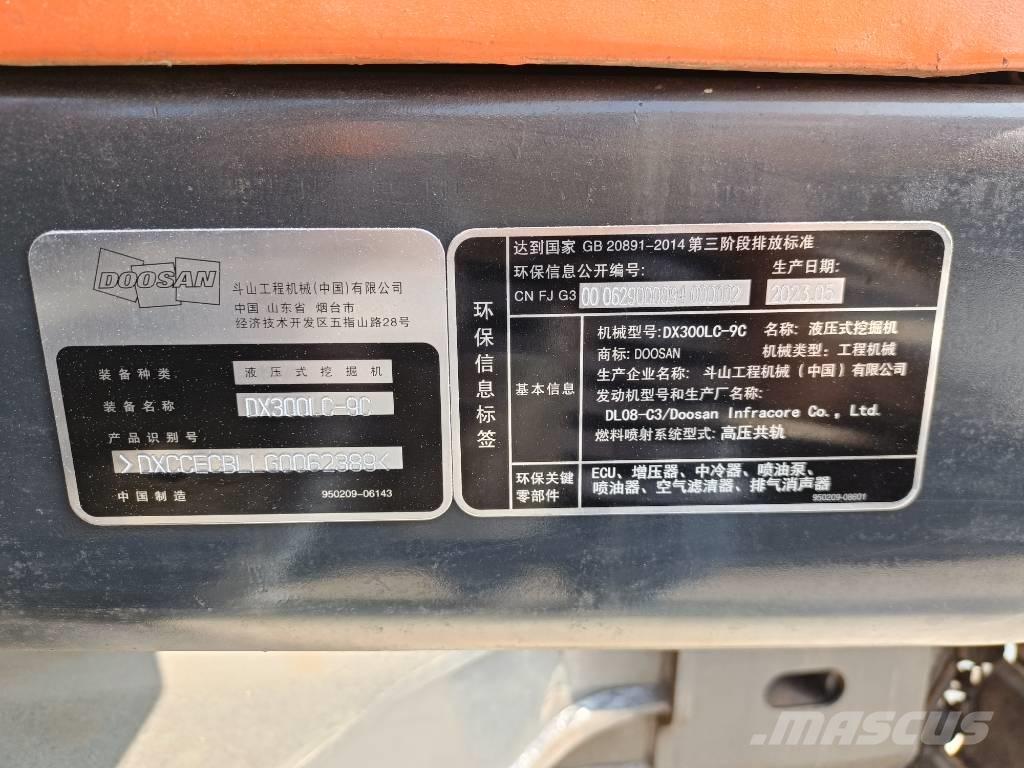 DOOSAN
斗山工程机械(中国)有限公司
中国 山东省 烟台市
经济技术开发区五指山路28号
装备种类 液压式挖掘机
装备名称 DX300LC-9C
产品识别号
>DXCCECBLLG0062389<
中国制造 950209-06143
环保信息标签
达到国家 GB 20891-2014 第三阶段排放标准
环保信息公开编号: 生产日期:
CN FJ G3 00 0629000094 000102 2023.05
基本信息
机械型号: DX300LC-9C 名称: 液压式挖掘机
商标: DOOSAN 机械类型: 工程机械
生产企业名称: 斗山工程机械(中国)有限公司
发动机型号和生产厂名称:
DL08-C3/Doosan Infracore Co., Ltd.
燃料喷射系统型式: 高压共轨
环保关键
零部件
ECU、增压器、中冷器、喷油泵、
喷油器、空气滤清器、排气消声器
950209-08601
MASCUS